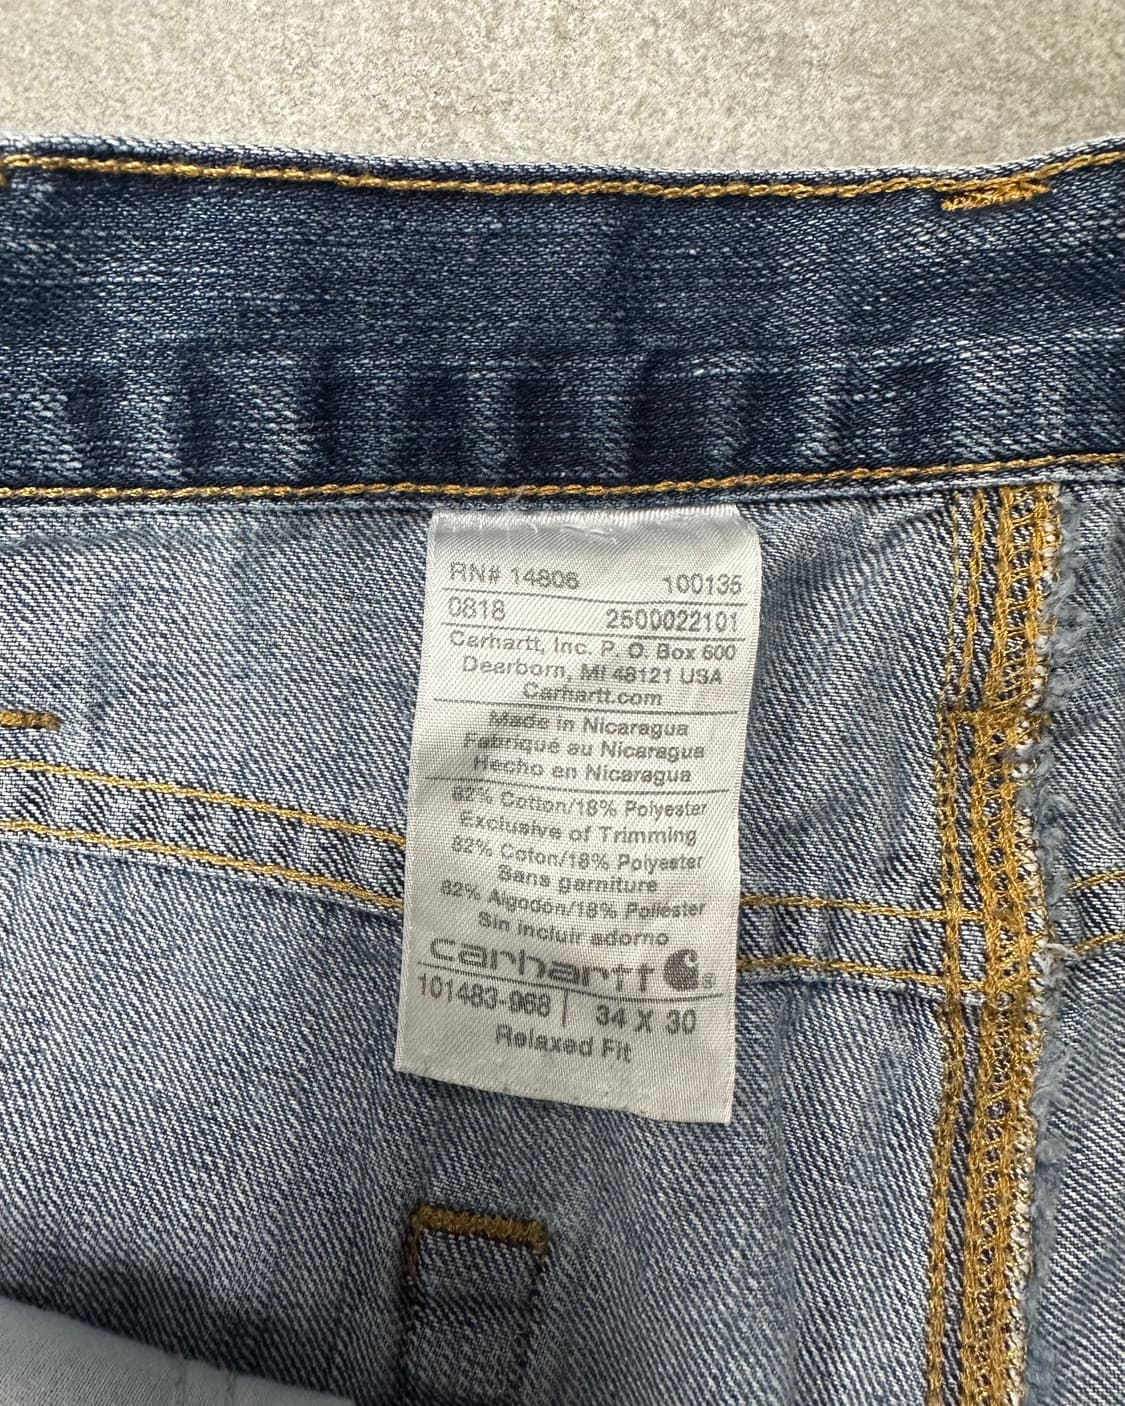 RN# 14806 100135
0818 2500022101
Carhartt, Inc. P. O. Box 600
Dearborn, MI 48121 USA
Carhartt.com
Made in Nicaragua
Fabriqué au Nicaragua
Hecho en Nicaragua
82% Cotton/18% Polyester
Exclusive of Trimming
82% Coton/18% Polyester
Sans garniture
82% Algodón/18% Poliéster
Sin incluir adorno
carhartt
101483-968 | 34 X 30
Relaxed Fit